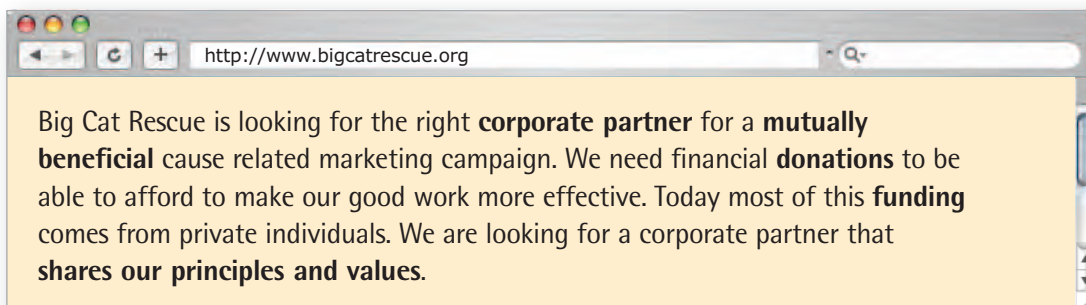 http://www.bigcatrescue.org
Big Cat Rescue is looking for the right corporate partner for a mutually
beneficial cause related marketing campaign. We need financial donations to be
able to afford to make our good work more effective. Today most of this funding
comes from private individuals. We are looking for a corporate partner that
shares our principles and values.